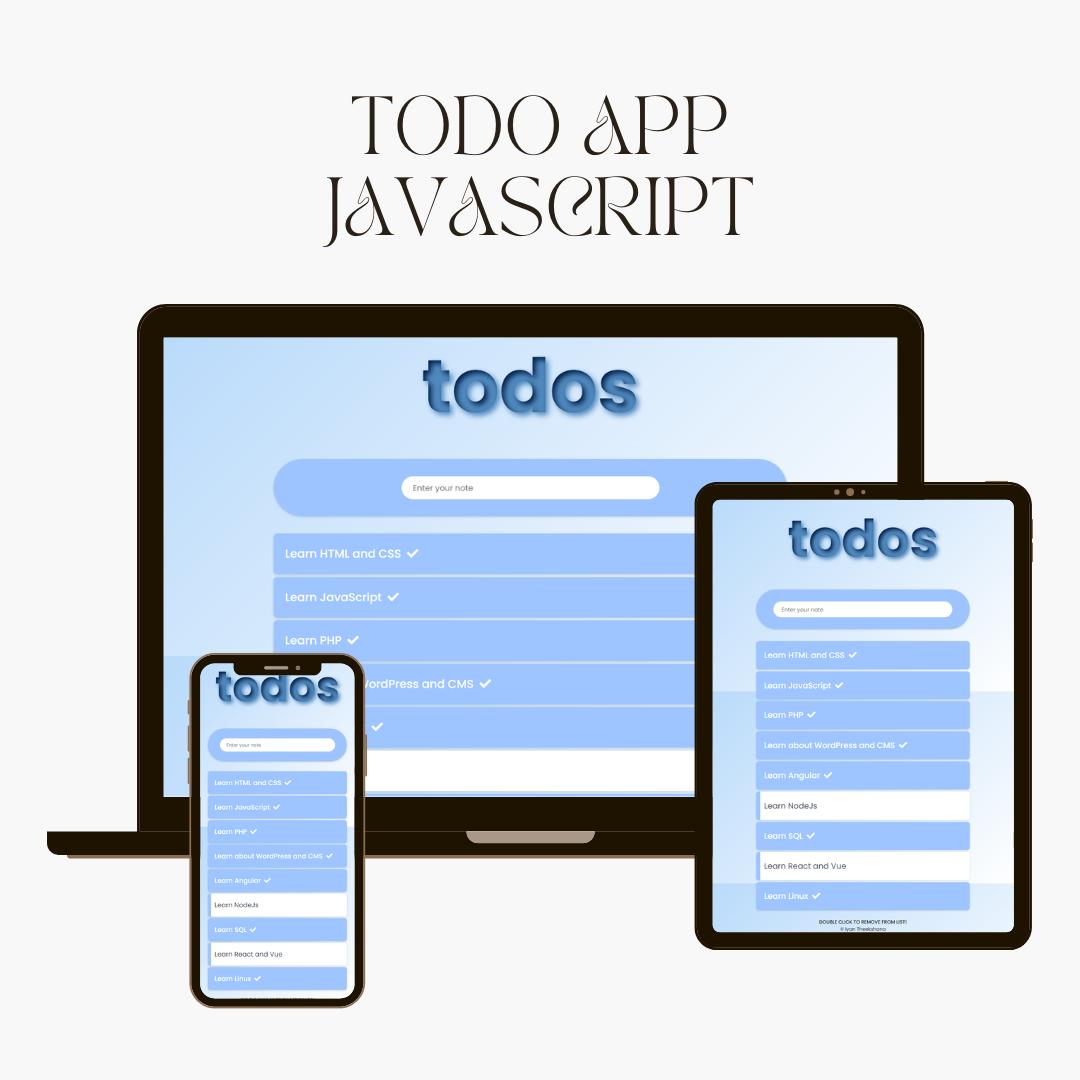 TODO APP
JAVASCRIPT
todos
Enter your note
Learn HTML and CSS
Learn JavaScript
Learn PHP
WordPress and CMS
todos
Enter your note
Learn HTML and CSS
Learn JavaScript
Learn PHP
Learn about WordPress and CMS
Learn Angular
Learn NodeJs
Learn SQL
Learn React and Vue
Learn Linux
DOUBLE CLICK TO REMOVE FROM LIST!
© Iyan Theekshana
todos
Enter your note
Learn HTML and CSS
Learn JavaScript
Learn PHP
Learn about WordPress and CMS
Learn Angular
Learn NodeJs
Learn SQL
Learn React and Vue
Learn Linux